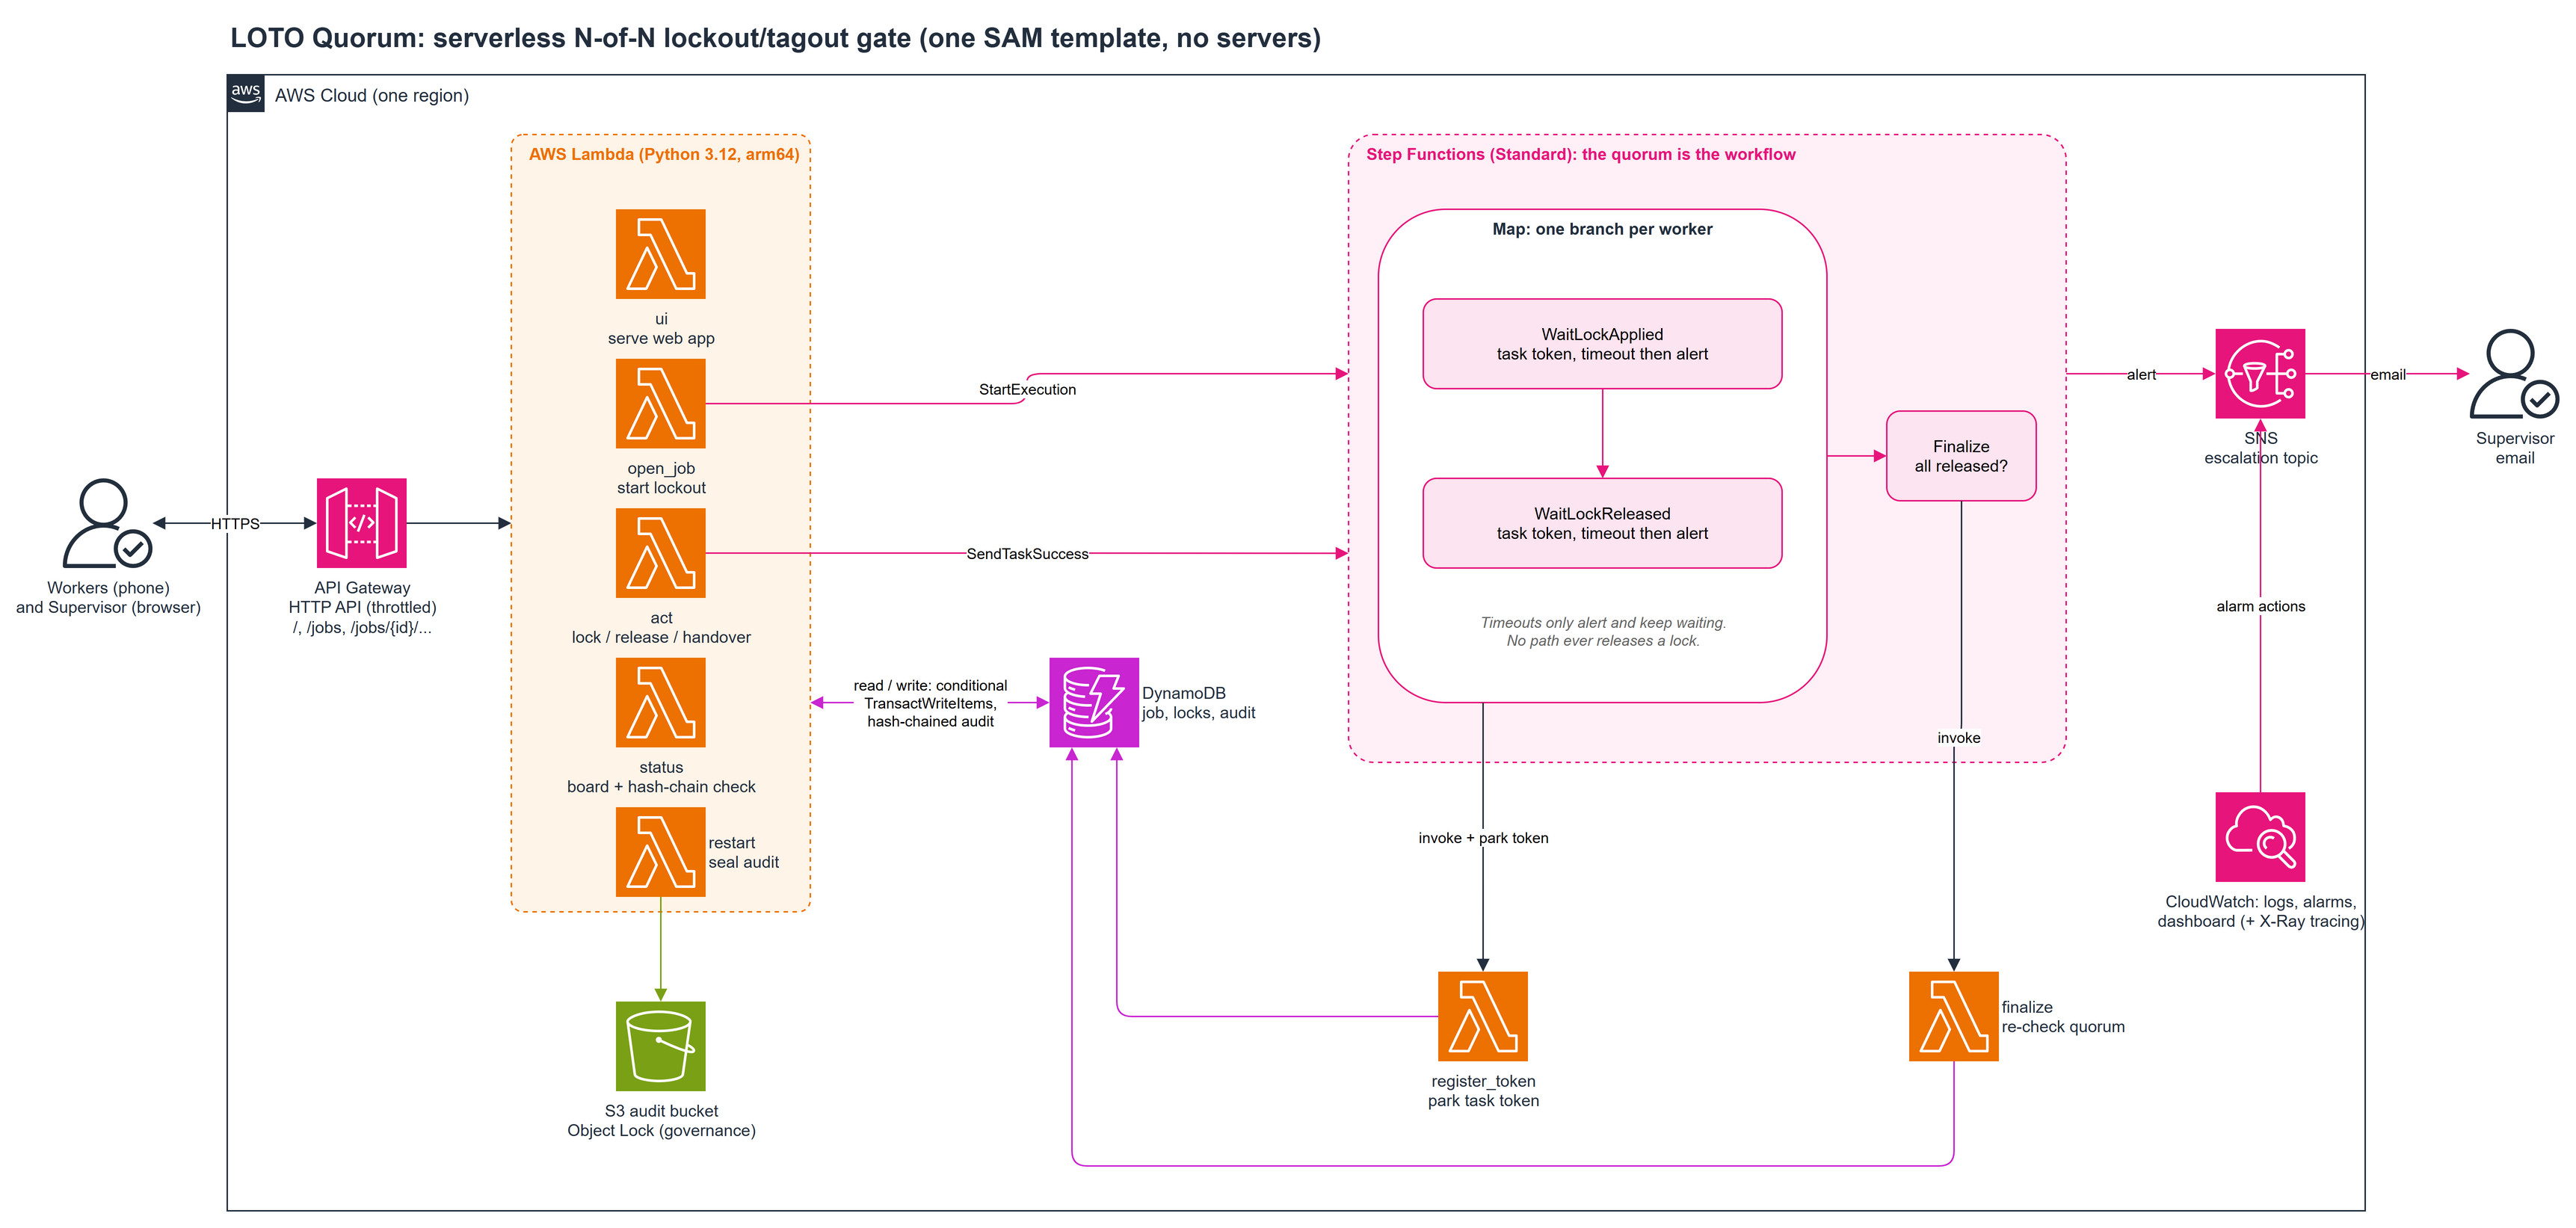 LOTO Quorum: serverless N-of-N lockout/tagout gate (one SAM template, no servers)
aws
AWS Cloud (one region)
Workers (phone)
and Supervisor (browser)
HTTPS
API Gateway
HTTP API (throttled)
/, /jobs, /jobs/{id}/...
AWS Lambda (Python 3.12, arm64)
ui
serve web app
open_job
start lockout
act
lock / release / handover
status
board + hash-chain check
restart
seal audit
S3 audit bucket
Object Lock (governance)
StartExecution
SendTaskSuccess
read / write: conditional
TransactWriteItems,
hash-chained audit
DynamoDB
job, locks, audit
Step Functions (Standard): the quorum is the workflow
Map: one branch per worker
WaitLockApplied
task token, timeout then alert
WaitLockReleased
task token, timeout then alert
Timeouts only alert and keep waiting.
No path ever releases a lock.
Finalize
all released?
invoke + park token
invoke
register_token
park task token
finalize
re-check quorum
alert
SNS
escalation topic
email
Supervisor
email
alarm actions
CloudWatch: logs, alarms,
dashboard (+ X-Ray tracing)